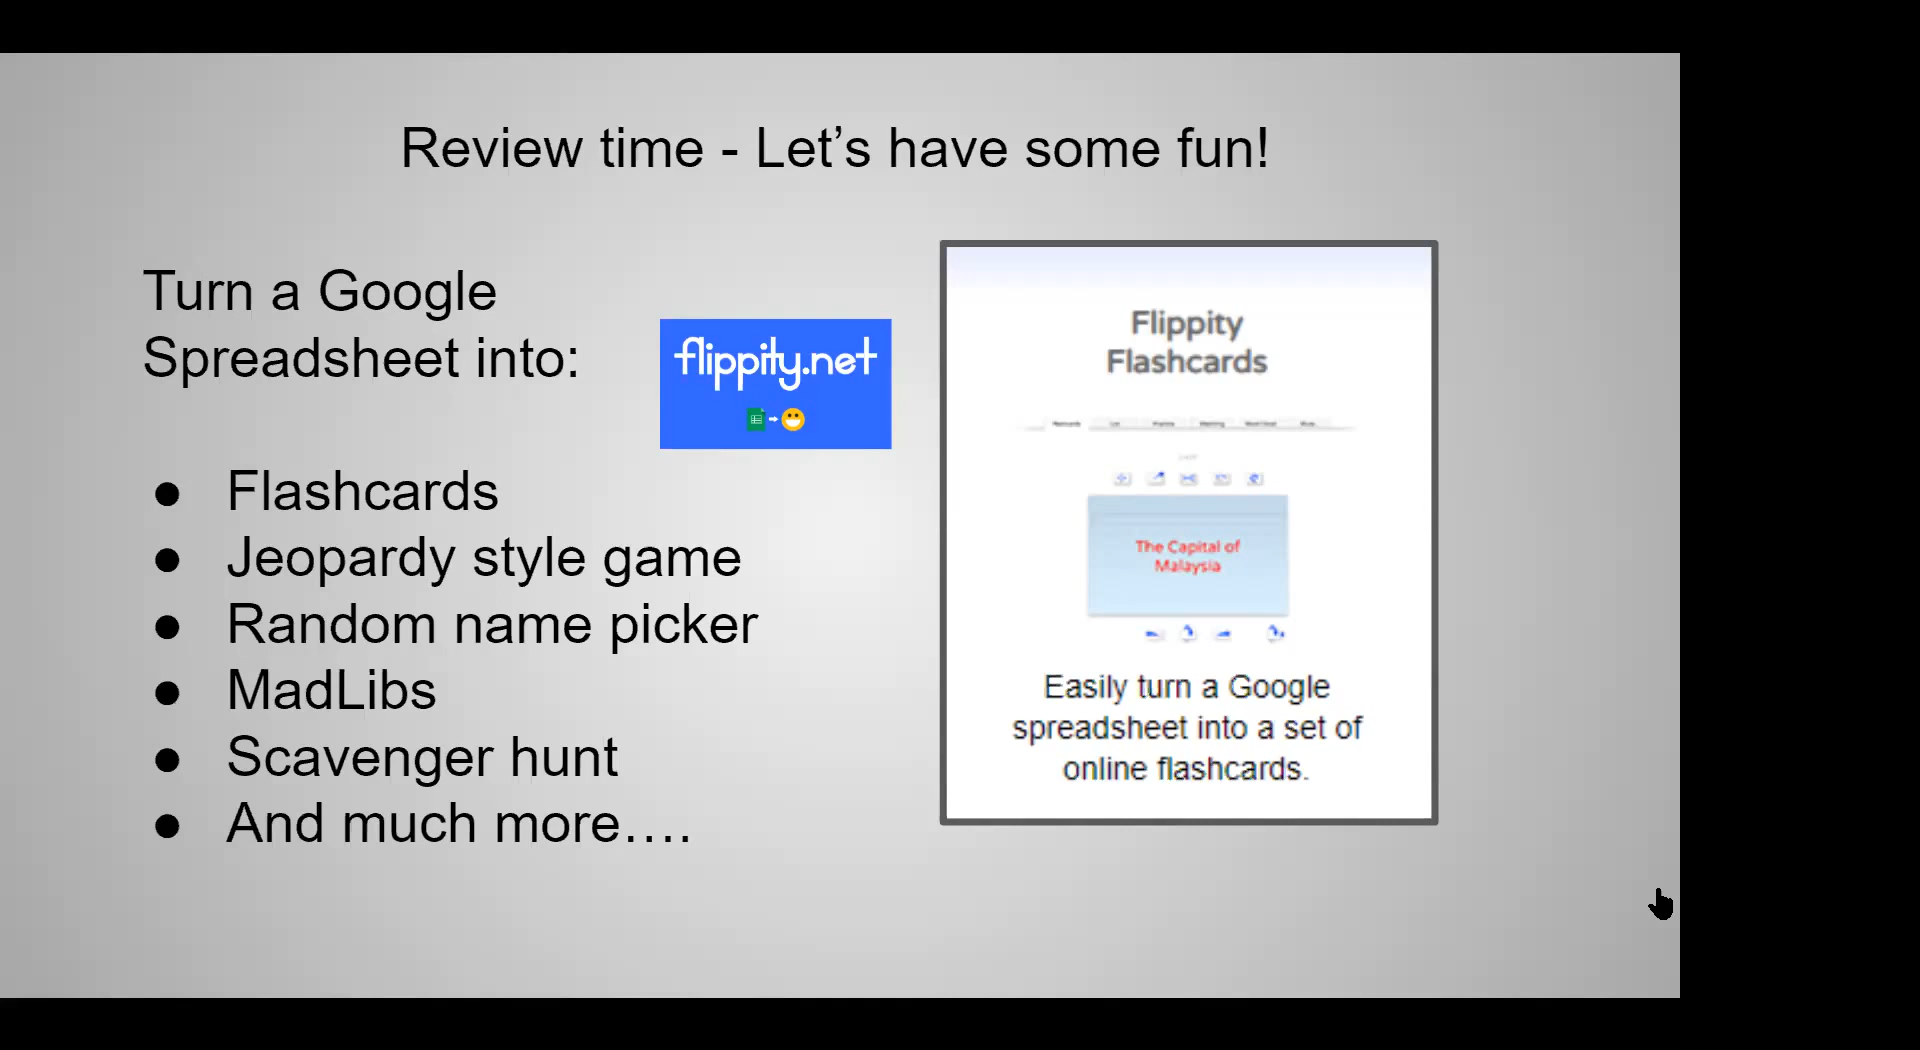 Review time - Let’s have some fun!
Turn a Google
Spreadsheet into:
flippity.net
● Flashcards
● Jeopardy style game
● Random name picker
● MadLibs
● Scavenger hunt
● And much more….
Flippity
Flashcards
The Capital of
Malaysia
Easily turn a Google
spreadsheet into a set of
online flashcards.